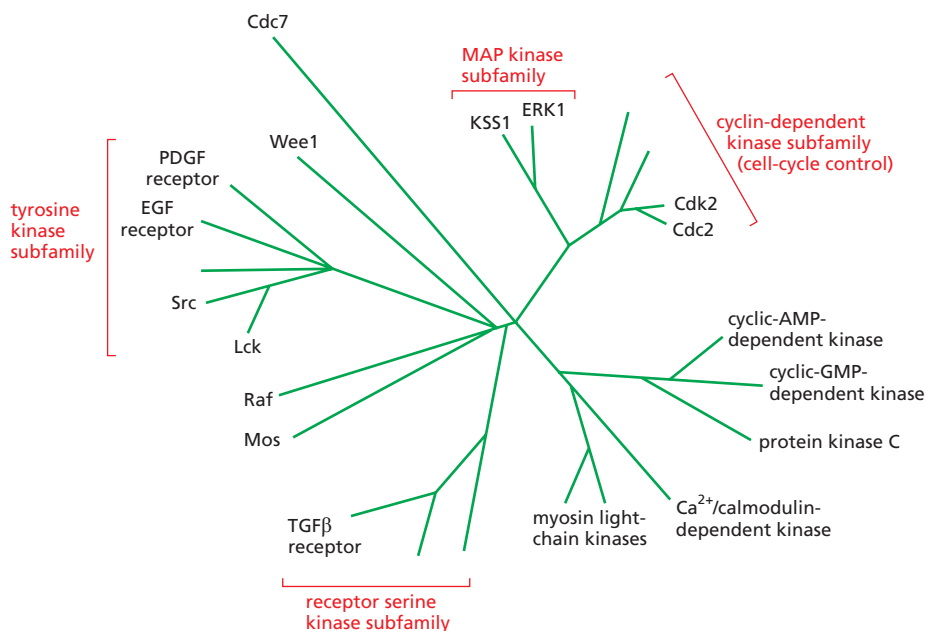 Cdc7
MAP kinase
subfamily
KSS1
ERK1
cyclin-dependent
kinase subfamily
(cell-cycle control)
Wee1
PDGF
receptor
EGF
receptor
tyrosine
kinase
subfamily
Cdk2
Cdc2
Src
Lck
cyclic-AMP-
dependent kinase
cyclic-GMP-
dependent kinase
Raf
Mos
protein kinase C
TGFβ
receptor
myosin light-
chain kinases
Ca²⁺/calmodulin-
dependent kinase
receptor serine
kinase subfamily